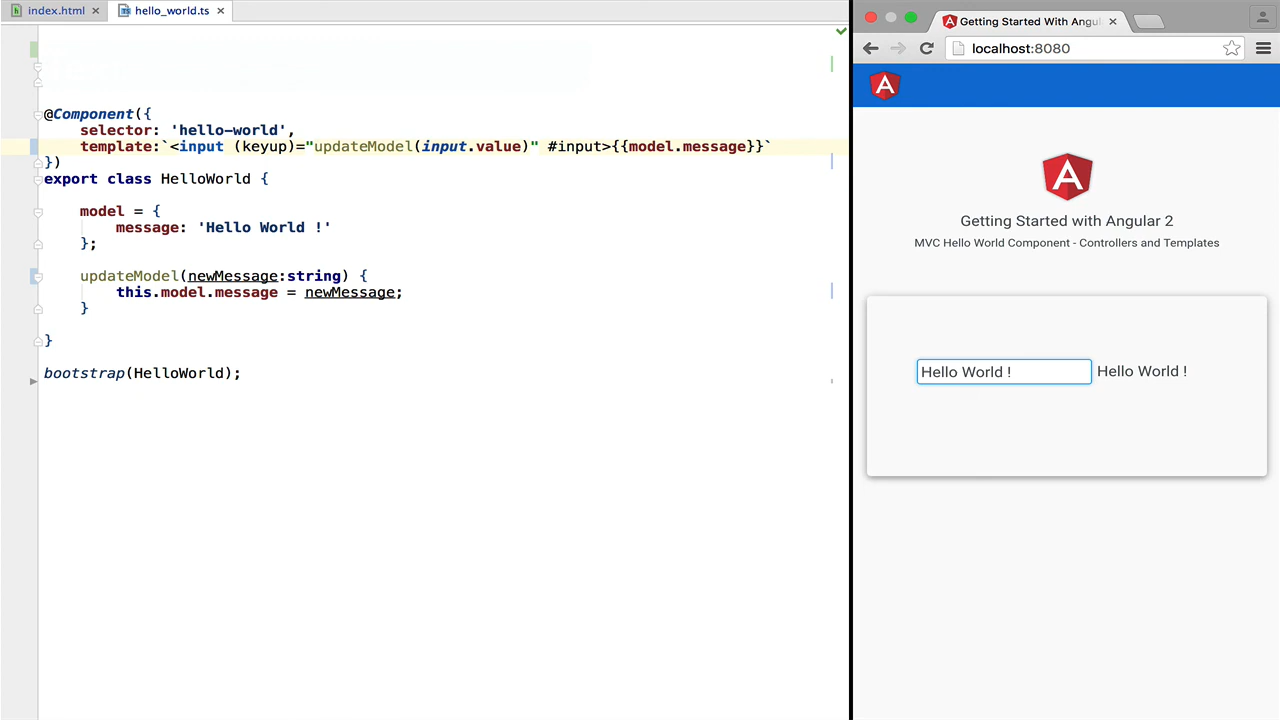 index.html
hello_world.ts
@Component({
selector: 'hello-world',
template:`<input (keyup)="updateModel(input.value)" #input>{{model.message}}`
})
export class HelloWorld {
model = {
message: 'Hello World !'
};
updateModel(newMessage:string) {
this.model.message = newMessage;
}
}
bootstrap(HelloWorld);
Getting Started With Angu
localhost:8080
Getting Started with Angular 2
MVC Hello World Component - Controllers and Templates
Hello World !
Hello World !